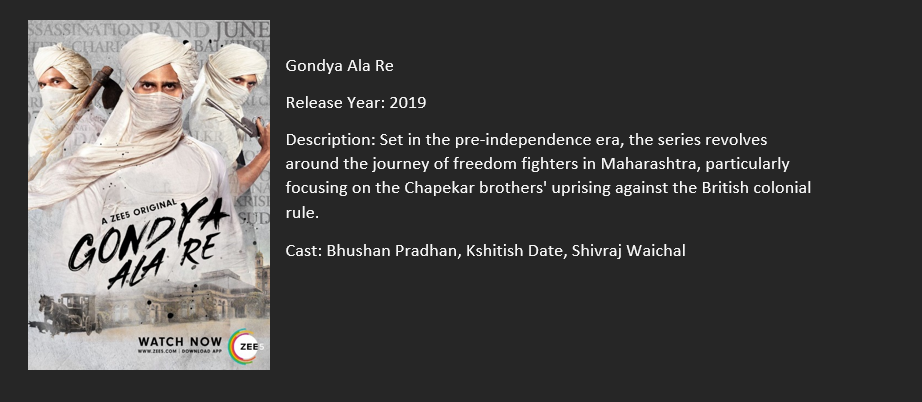 ASSASSINATION RAND JUNE
A ZEE5 ORIGINAL
GONDYA
ALA RE
WATCH NOW
WWW.ZEE5.COM | DOWNLOAD APP
ZEE5
Gondya Ala Re
Release Year: 2019
Description: Set in the pre-independence era, the series revolves
around the journey of freedom fighters in Maharashtra, particularly
focusing on the Chapekar brothers' uprising against the British colonial
rule.
Cast: Bhushan Pradhan, Kshitish Date, Shivraj Waichal